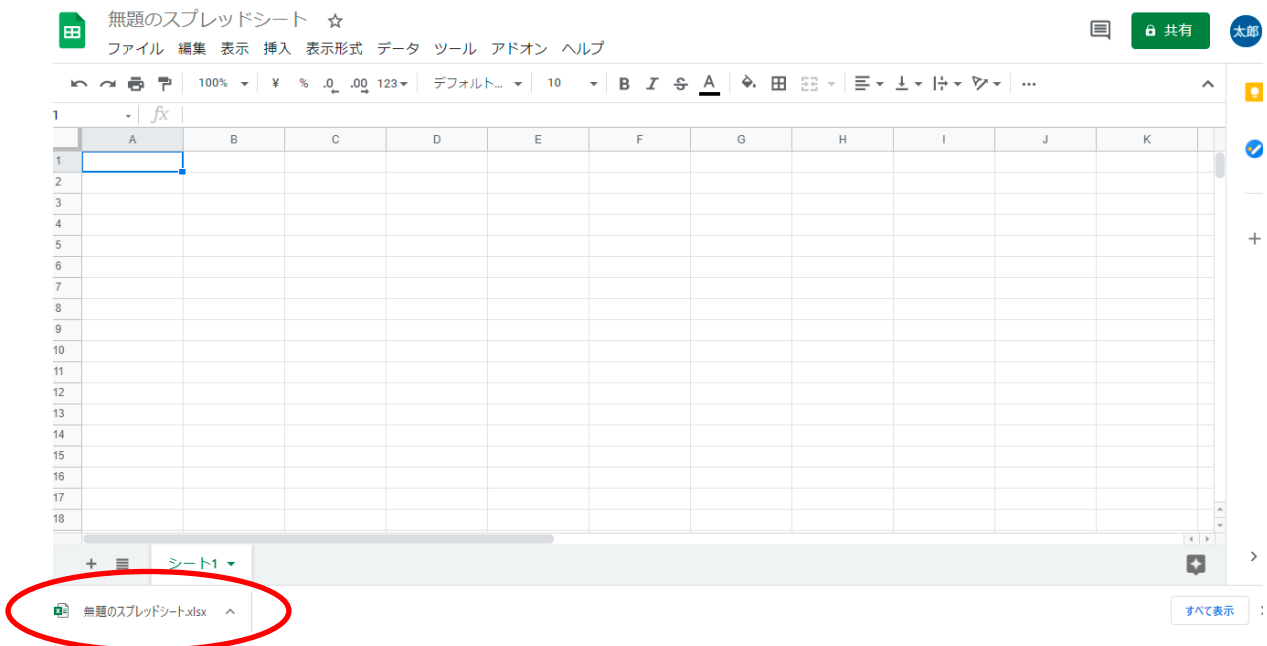 無題のスプレッドシート
ファイル 編集 表示 挿入 表示形式 データ ツール アドオン ヘルプ
共有
太郎
100% ¥ % .0 .00 123 デフォルト... 10 B I S A
1 fx
A B C D E F G H I J K
1
2
3
4
5
6
7
8
9
10
11
12
13
14
15
16
17
18
シート1
無題のスプレッドシート.xlsx
すべて表示